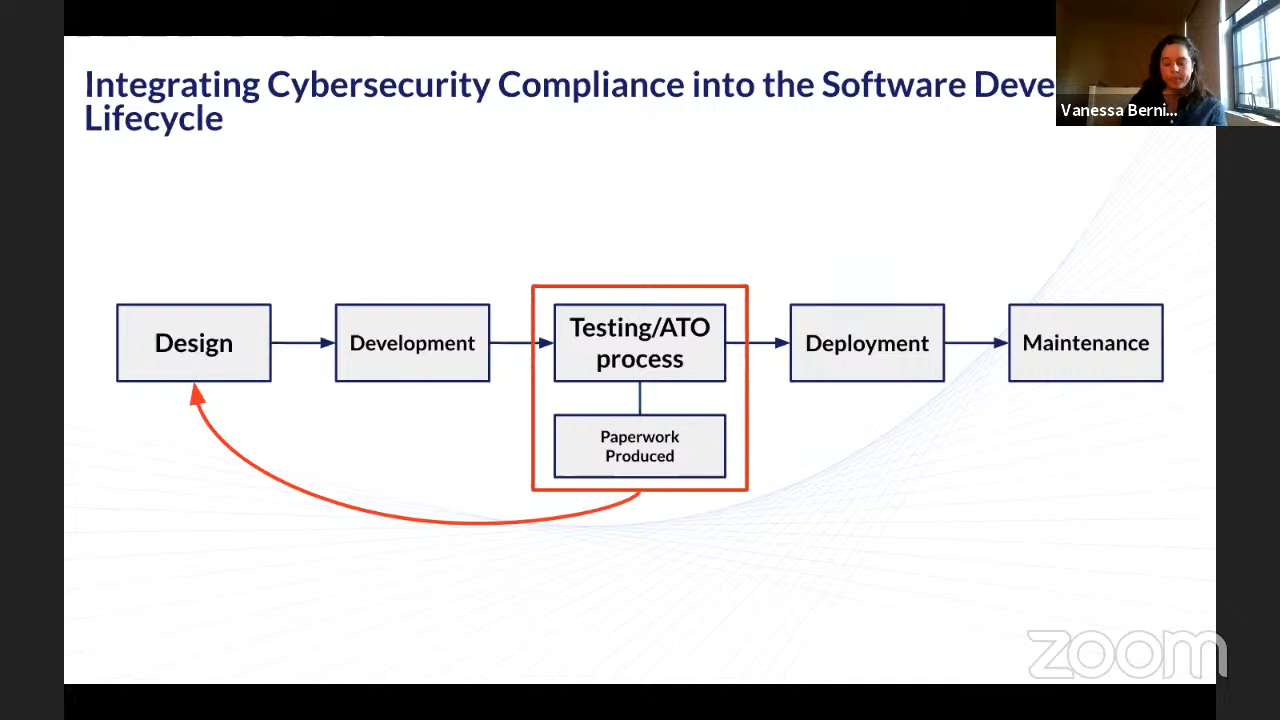 Integrating Cybersecurity Compliance into the Software Deve
Lifecycle
Vanessa Berni...
Design
Development
Testing/ATO
process
Deployment
Maintenance
Paperwork
Produced
zoom